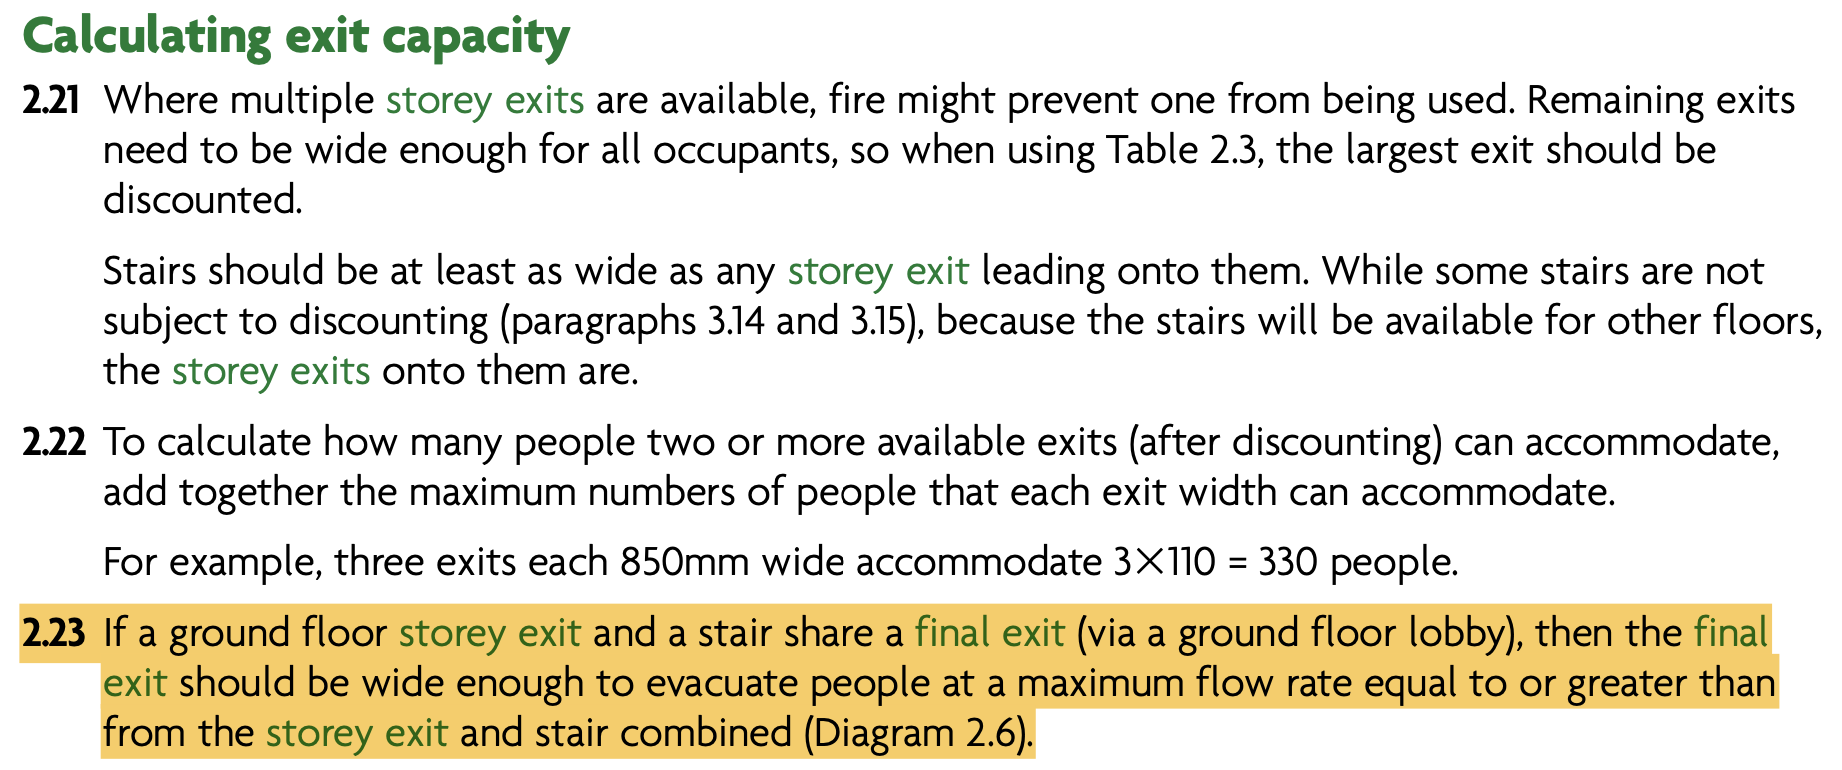 Calculating exit capacity
2.21 Where multiple storey exits are available, fire might prevent one from being used. Remaining exits
need to be wide enough for all occupants, so when using Table 2.3, the largest exit should be
discounted.
Stairs should be at least as wide as any storey exit leading onto them. While some stairs are not
subject to discounting (paragraphs 3.14 and 3.15), because the stairs will be available for other floors,
the storey exits onto them are.
2.22 To calculate how many people two or more available exits (after discounting) can accommodate,
add together the maximum numbers of people that each exit width can accommodate.
For example, three exits each 850mm wide accommodate 3×110 = 330 people.
2.23 If a ground floor storey exit and a stair share a final exit (via a ground floor lobby), then the final
exit should be wide enough to evacuate people at a maximum flow rate equal to or greater than
from the storey exit and stair combined (Diagram 2.6).